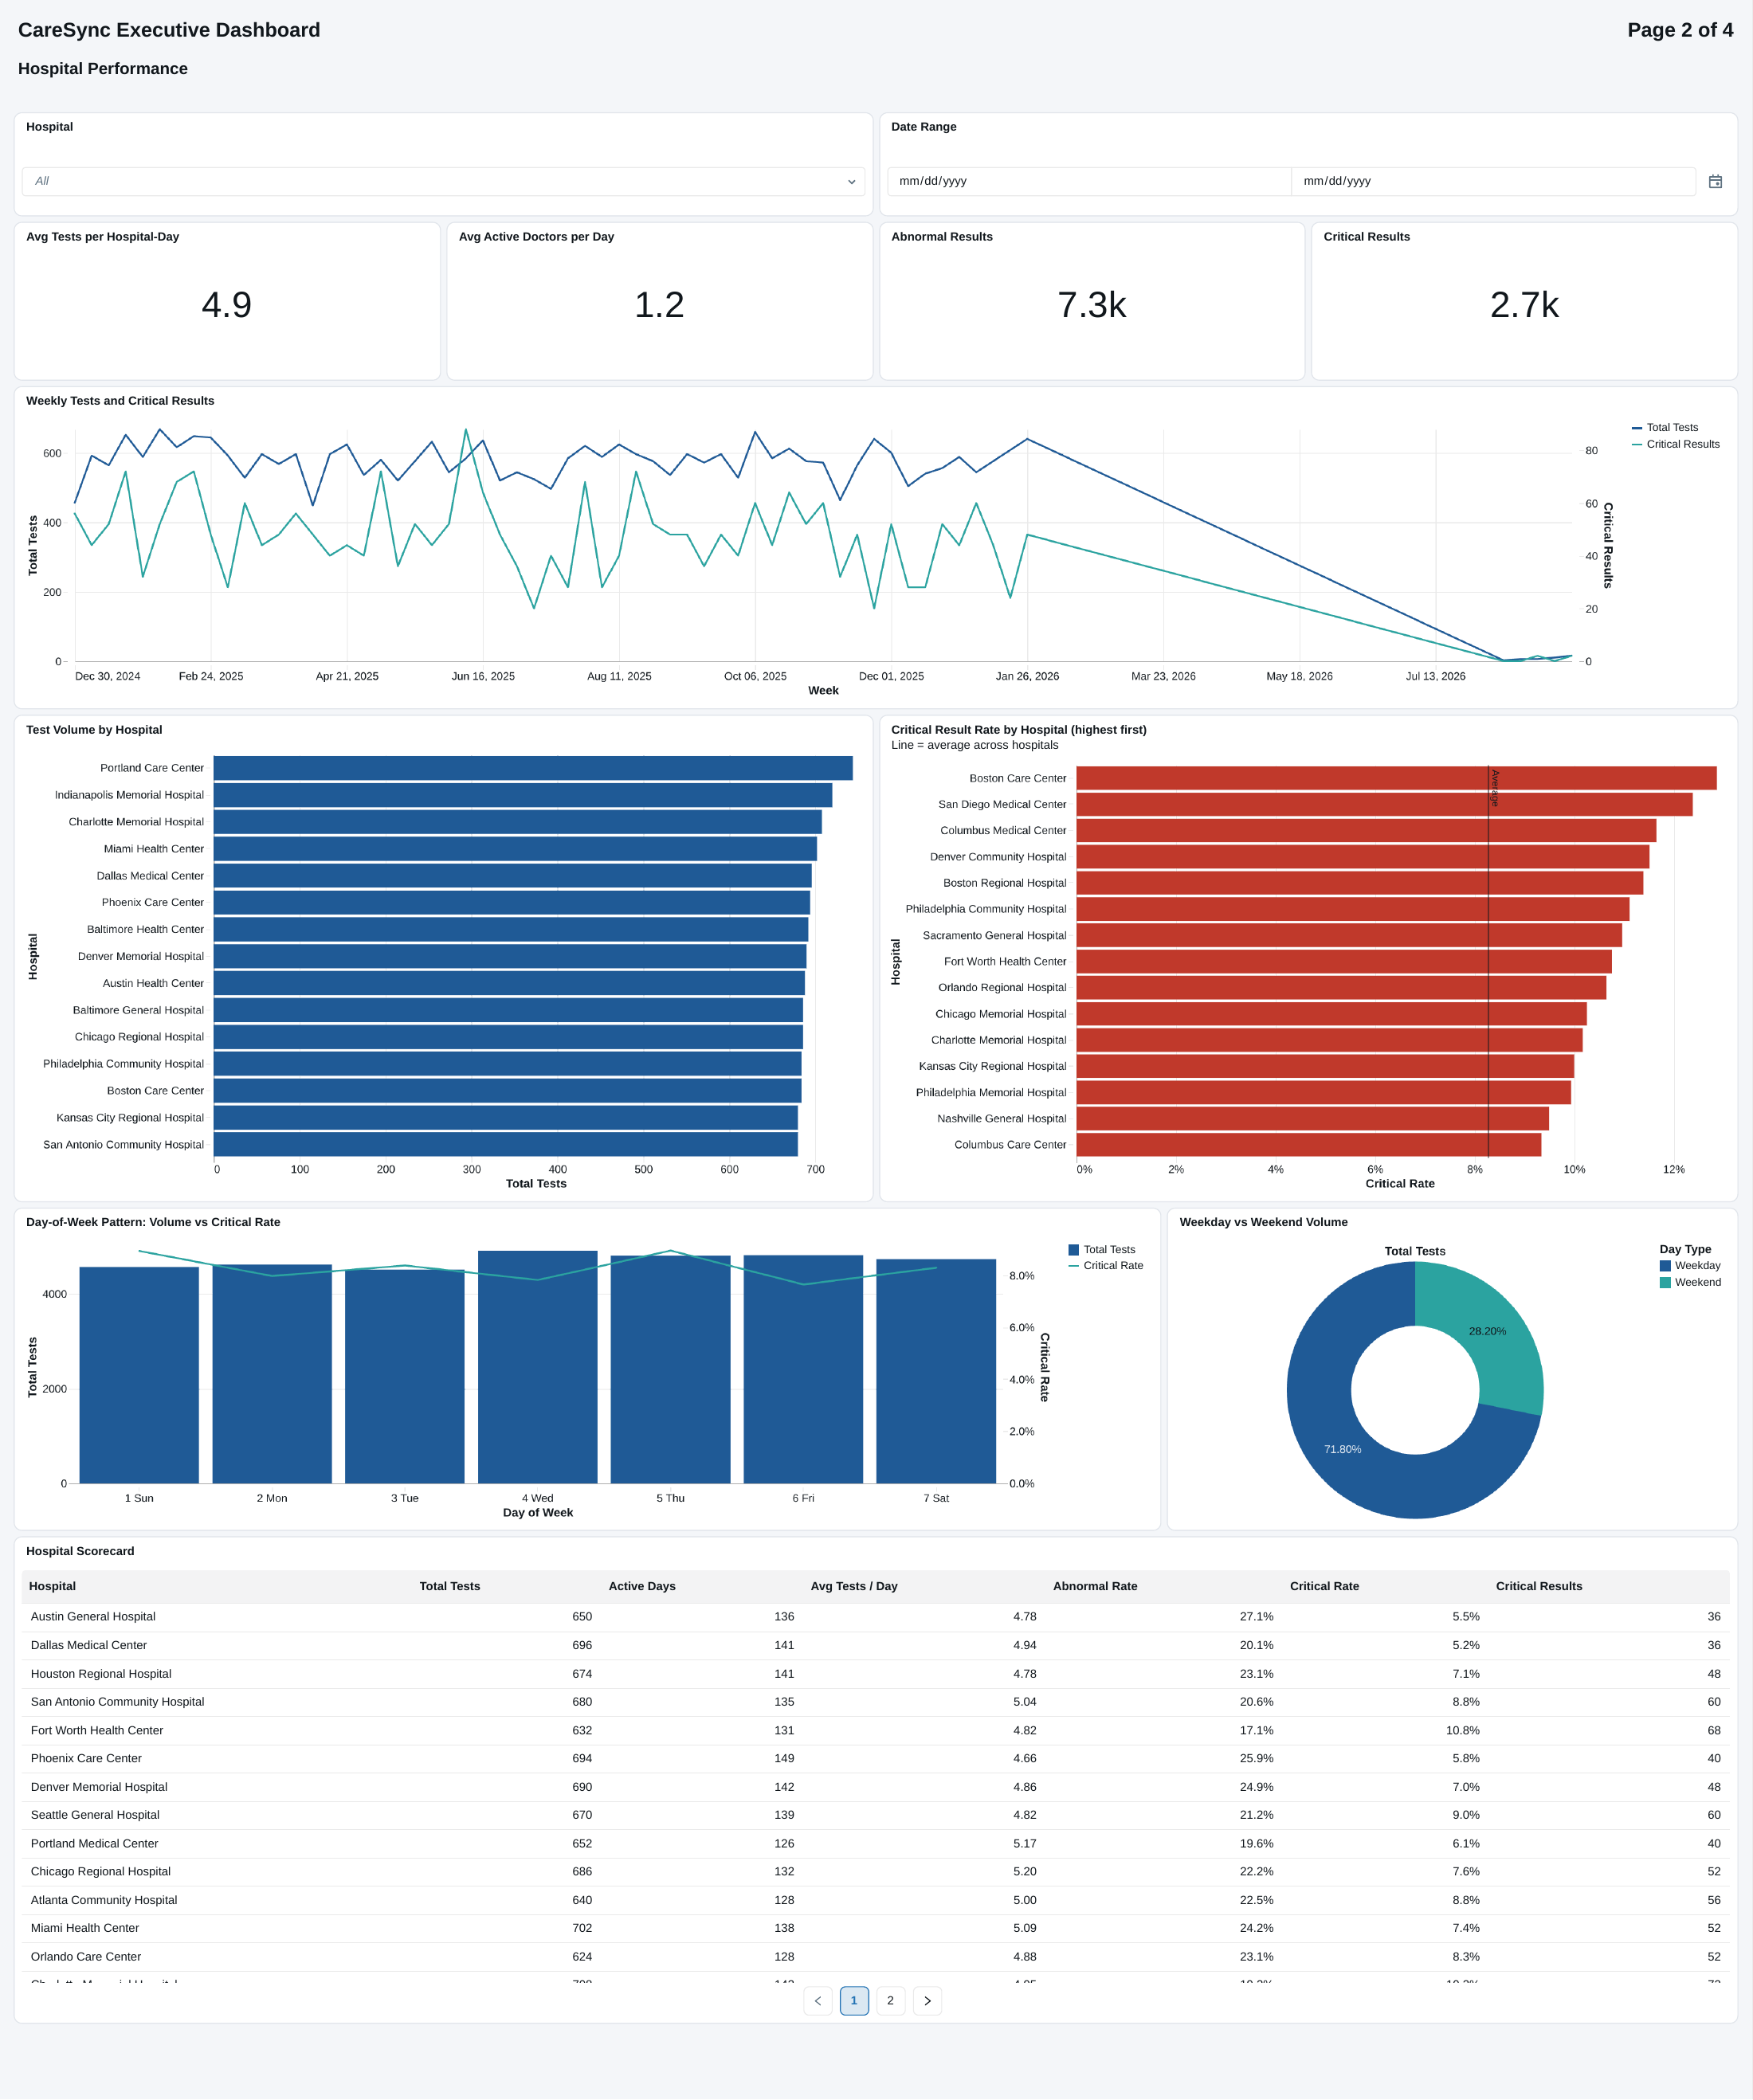 CareSync Executive Dashboard
Page 2 of 4
Hospital Performance
Hospital
All
Date Range
mm/dd/yyyy
mm/dd/yyyy
Avg Tests per Hospital-Day
4.9
Avg Active Doctors per Day
1.2
Abnormal Results
7.3k
Critical Results
2.7k
Weekly Tests and Critical Results
Total Tests
600
400
200
0
Dec 30, 2024
Feb 24, 2025
Apr 21, 2025
Jun 16, 2025
Aug 11, 2025
Oct 06, 2025
Dec 01, 2025
Jan 26, 2026
Mar 23, 2026
May 18, 2026
Jul 13, 2026
Week
80
60
40
20
0
Critical Results
Total Tests
Critical Results
Test Volume by Hospital
Hospital
Portland Care Center
Indianapolis Memorial Hospital
Charlotte Memorial Hospital
Miami Health Center
Dallas Medical Center
Phoenix Care Center
Baltimore Health Center
Denver Memorial Hospital
Austin Health Center
Baltimore General Hospital
Chicago Regional Hospital
Philadelphia Community Hospital
Boston Care Center
Kansas City Regional Hospital
San Antonio Community Hospital
0
100
200
300
400
500
600
700
Total Tests
Critical Result Rate by Hospital (highest first)
Line = average across hospitals
Hospital
Boston Care Center
San Diego Medical Center
Columbus Medical Center
Denver Community Hospital
Boston Regional Hospital
Philadelphia Community Hospital
Sacramento General Hospital
Fort Worth Health Center
Orlando Regional Hospital
Chicago Memorial Hospital
Charlotte Memorial Hospital
Kansas City Regional Hospital
Philadelphia Memorial Hospital
Nashville General Hospital
Columbus Care Center
Average
0%
2%
4%
6%
8%
10%
12%
Critical Rate
Day-of-Week Pattern: Volume vs Critical Rate
Total Tests
4000
2000
0
1 Sun
2 Mon
3 Tue
4 Wed
5 Thu
6 Fri
7 Sat
Day of Week
8.0%
6.0%
4.0%
2.0%
0.0%
Critical Rate
Total Tests
Critical Rate
Weekday vs Weekend Volume
Total Tests
28.20%
71.80%
Day Type
Weekday
Weekend
Hospital Scorecard
Hospital Total Tests Active Days Avg Tests / Day Abnormal Rate Critical Rate Critical Results
Austin General Hospital 650 136 4.78 27.1% 5.5% 36
Dallas Medical Center 696 141 4.94 20.1% 5.2% 36
Houston Regional Hospital 674 141 4.78 23.1% 7.1% 48
San Antonio Community Hospital 680 135 5.04 20.6% 8.8% 60
Fort Worth Health Center 632 131 4.82 17.1% 10.8% 68
Phoenix Care Center 694 149 4.66 25.9% 5.8% 40
Denver Memorial Hospital 690 142 4.86 24.9% 7.0% 48
Seattle General Hospital 670 139 4.82 21.2% 9.0% 60
Portland Medical Center 652 126 5.17 19.6% 6.1% 40
Chicago Regional Hospital 686 132 5.20 22.2% 7.6% 52
Atlanta Community Hospital 640 128 5.00 22.5% 8.8% 56
Miami Health Center 702 138 5.09 24.2% 7.4% 52
Orlando Care Center 624 128 4.88 23.1% 8.3% 52
1
2